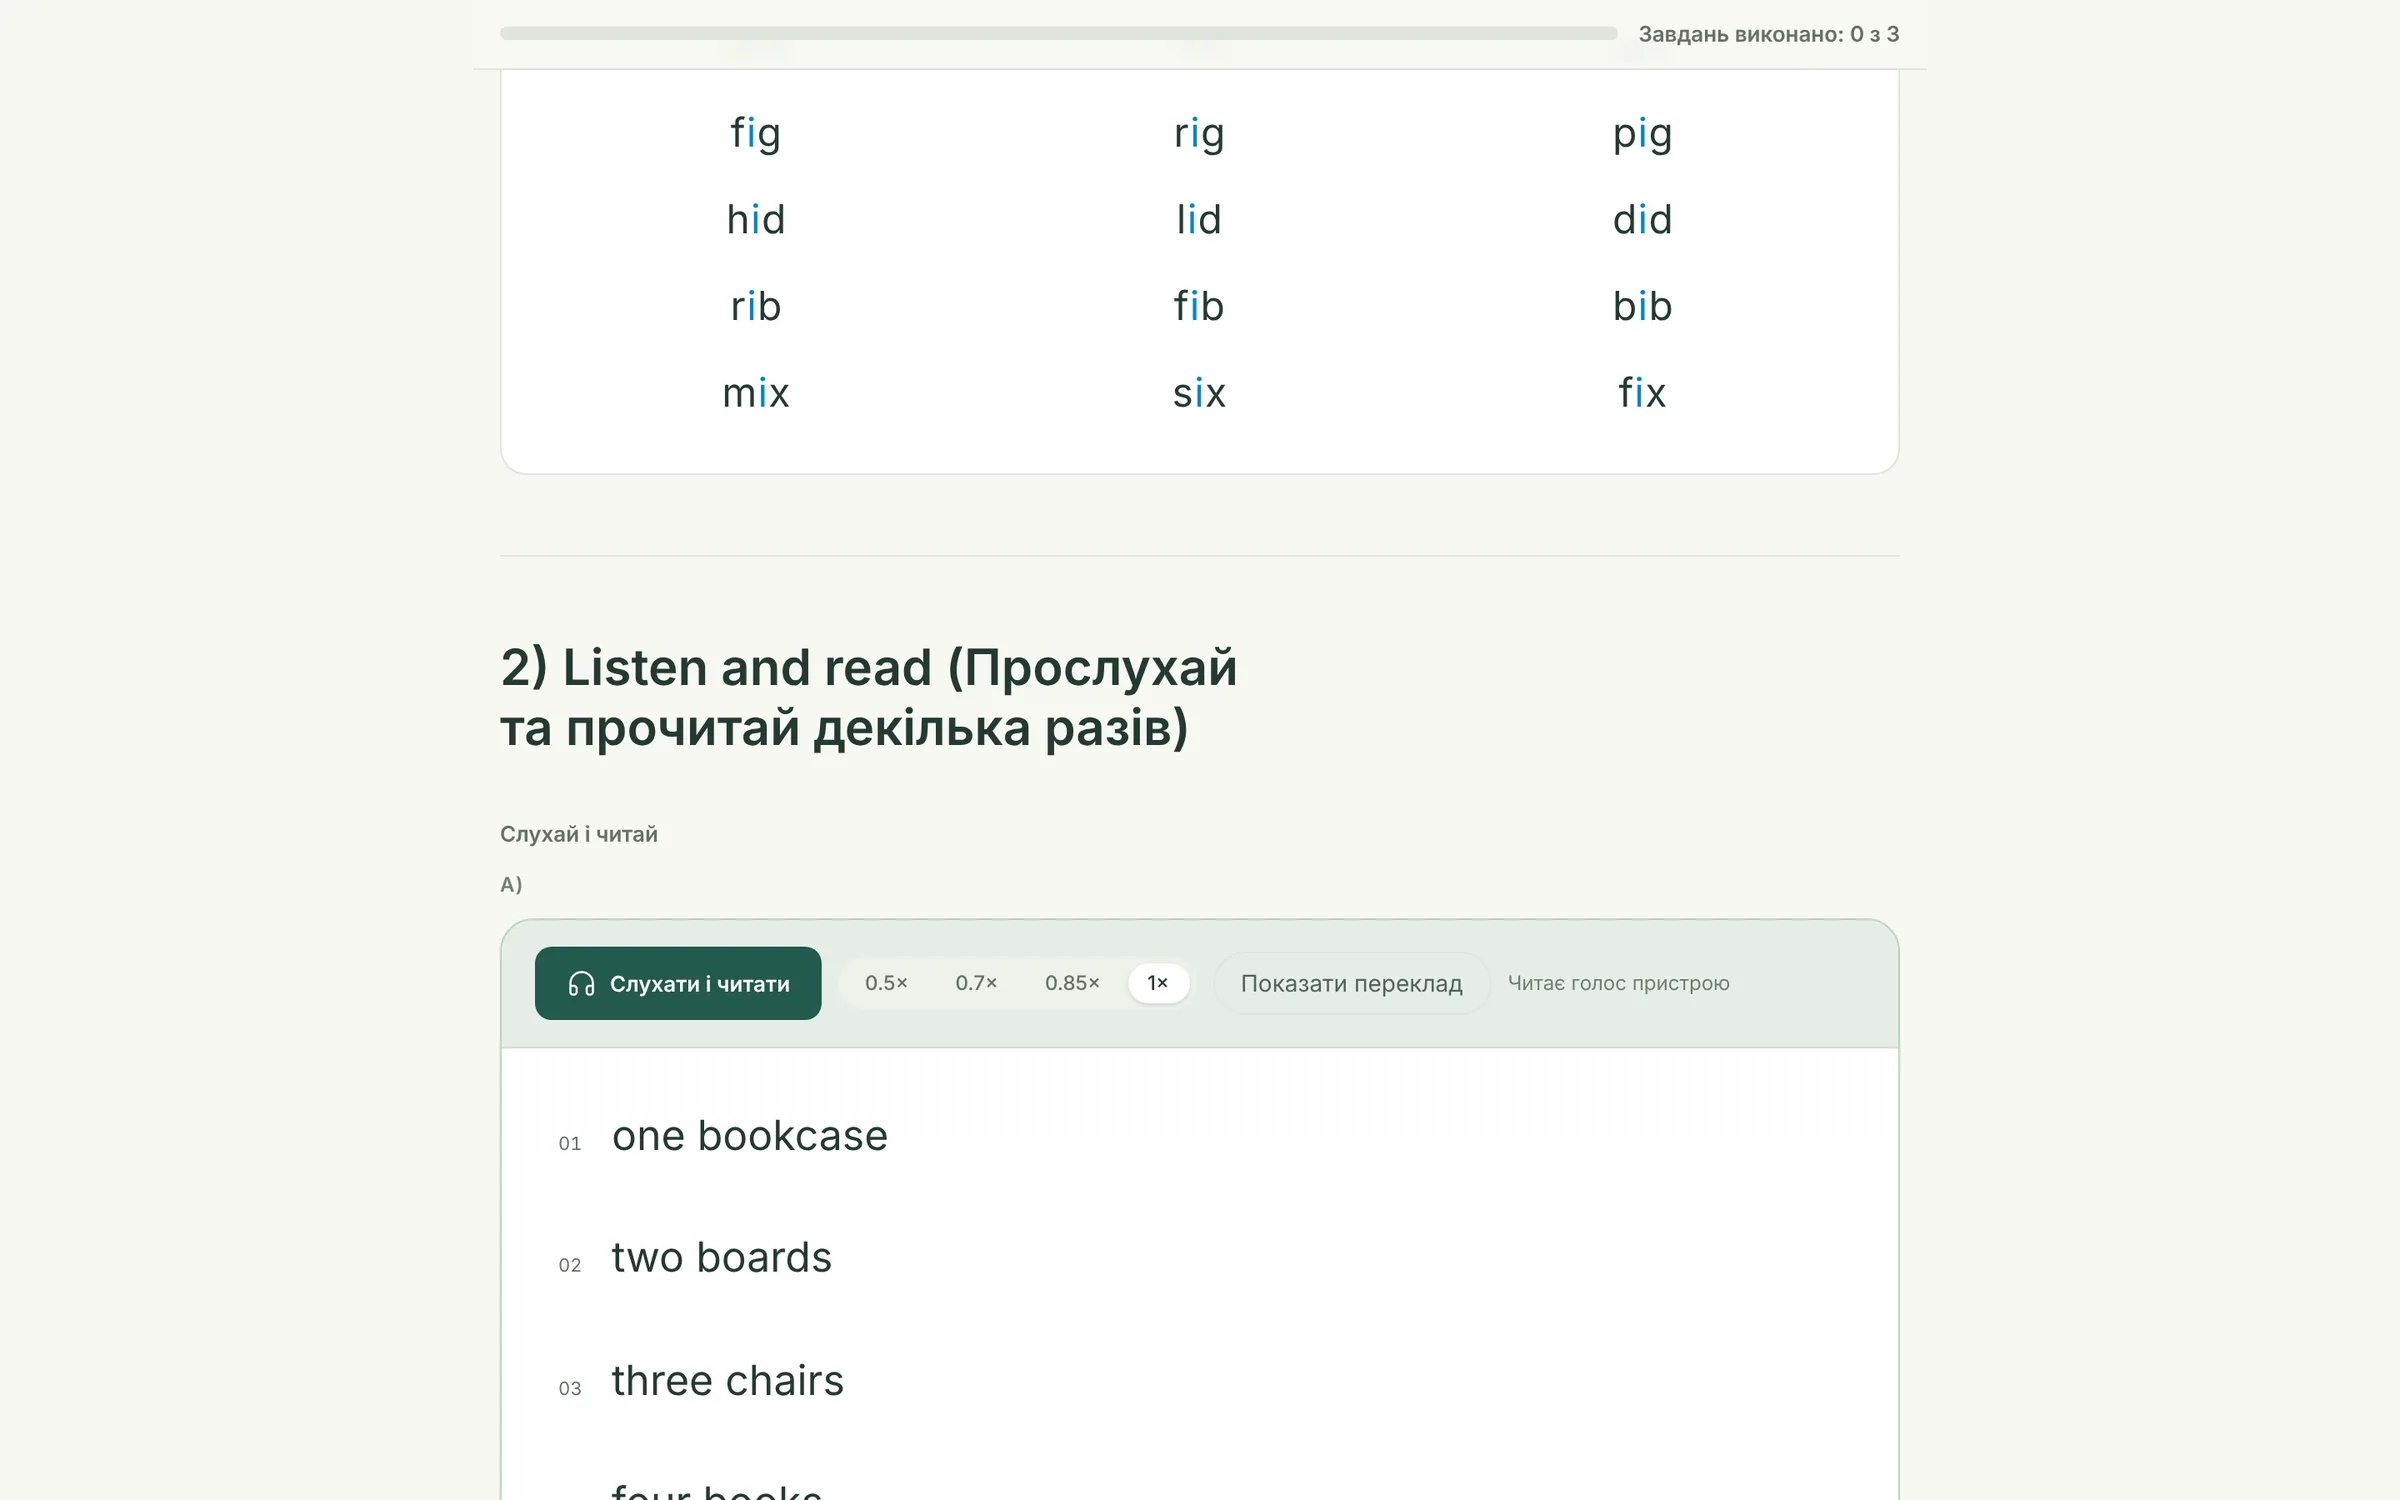 Завдань виконано: 0 з 3
fig rig pig
hid lid did
rib fib bib
mix six fix
2) Listen and read (Прослухай
та прочитай декілька разів)
Слухай і читай
A)
Слухати і читати 0.5× 0.7× 0.85× 1× Показати переклад Читає голос пристрою
01 one bookcase
02 two boards
03 three chairs
four books